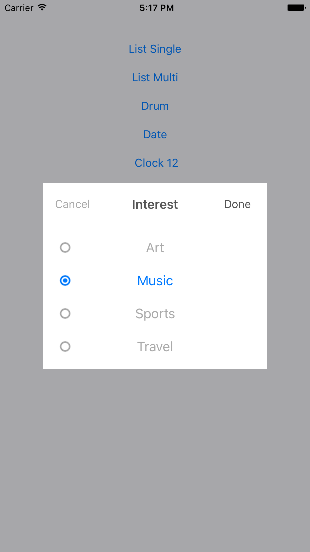 Carrier 5:17 PM
List Single
List Multi
Drum
Date
Clock 12
Cancel Interest Done
Art
Music
Sports
Travel